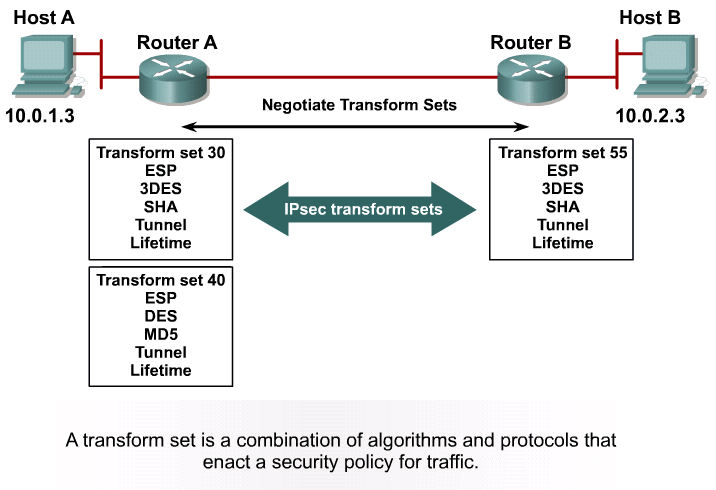 Host A
Host B
Router A
Router B
10.0.1.3
10.0.2.3
Negotiate Transform Sets
Transform set 30
ESP
3DES
SHA
Tunnel
Lifetime
IPsec transform sets
Transform set 55
ESP
3DES
SHA
Tunnel
Lifetime
Transform set 40
ESP
DES
MD5
Tunnel
Lifetime
A transform set is a combination of algorithms and protocols that
enact a security policy for traffic.